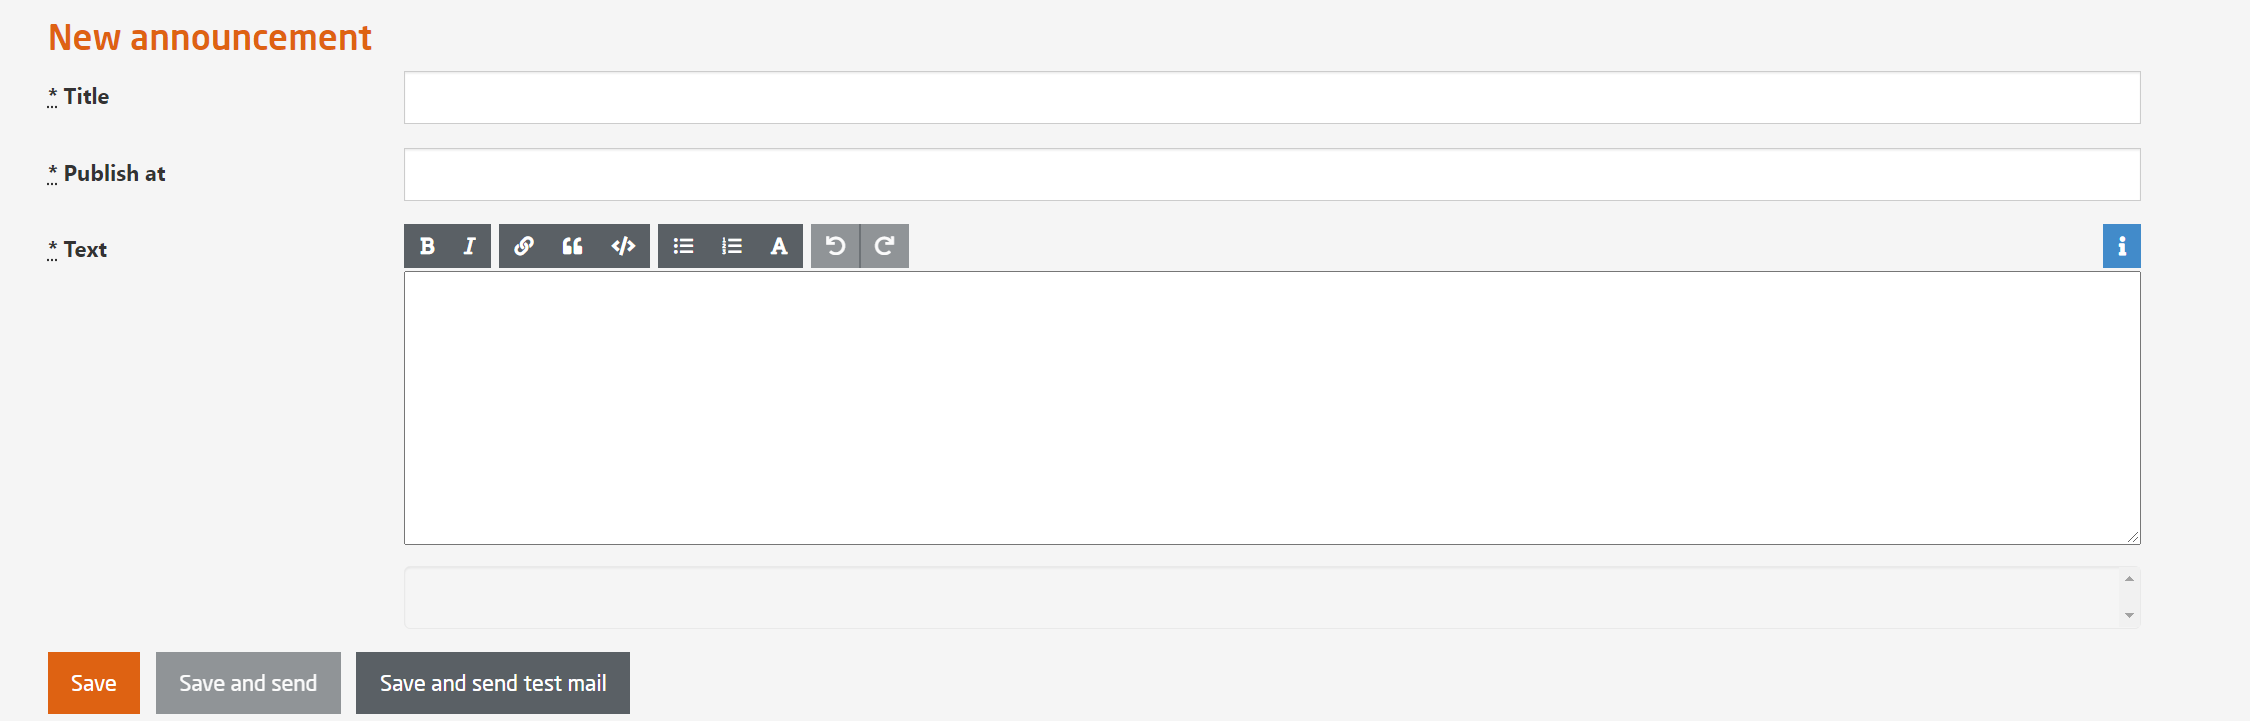 New announcement
* Title
* Publish at
* Text
Save
Save and send
Save and send test mail